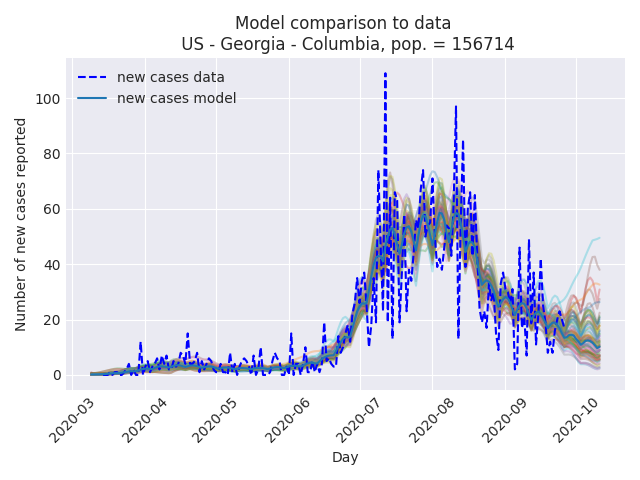 Model comparison to data
US - Georgia - Columbia, pop. = 156714
new cases data
new cases model
Number of new cases reported
100
80
60
40
20
0
2020-03
2020-04
2020-05
2020-06
2020-07
2020-08
2020-09
2020-10
Day